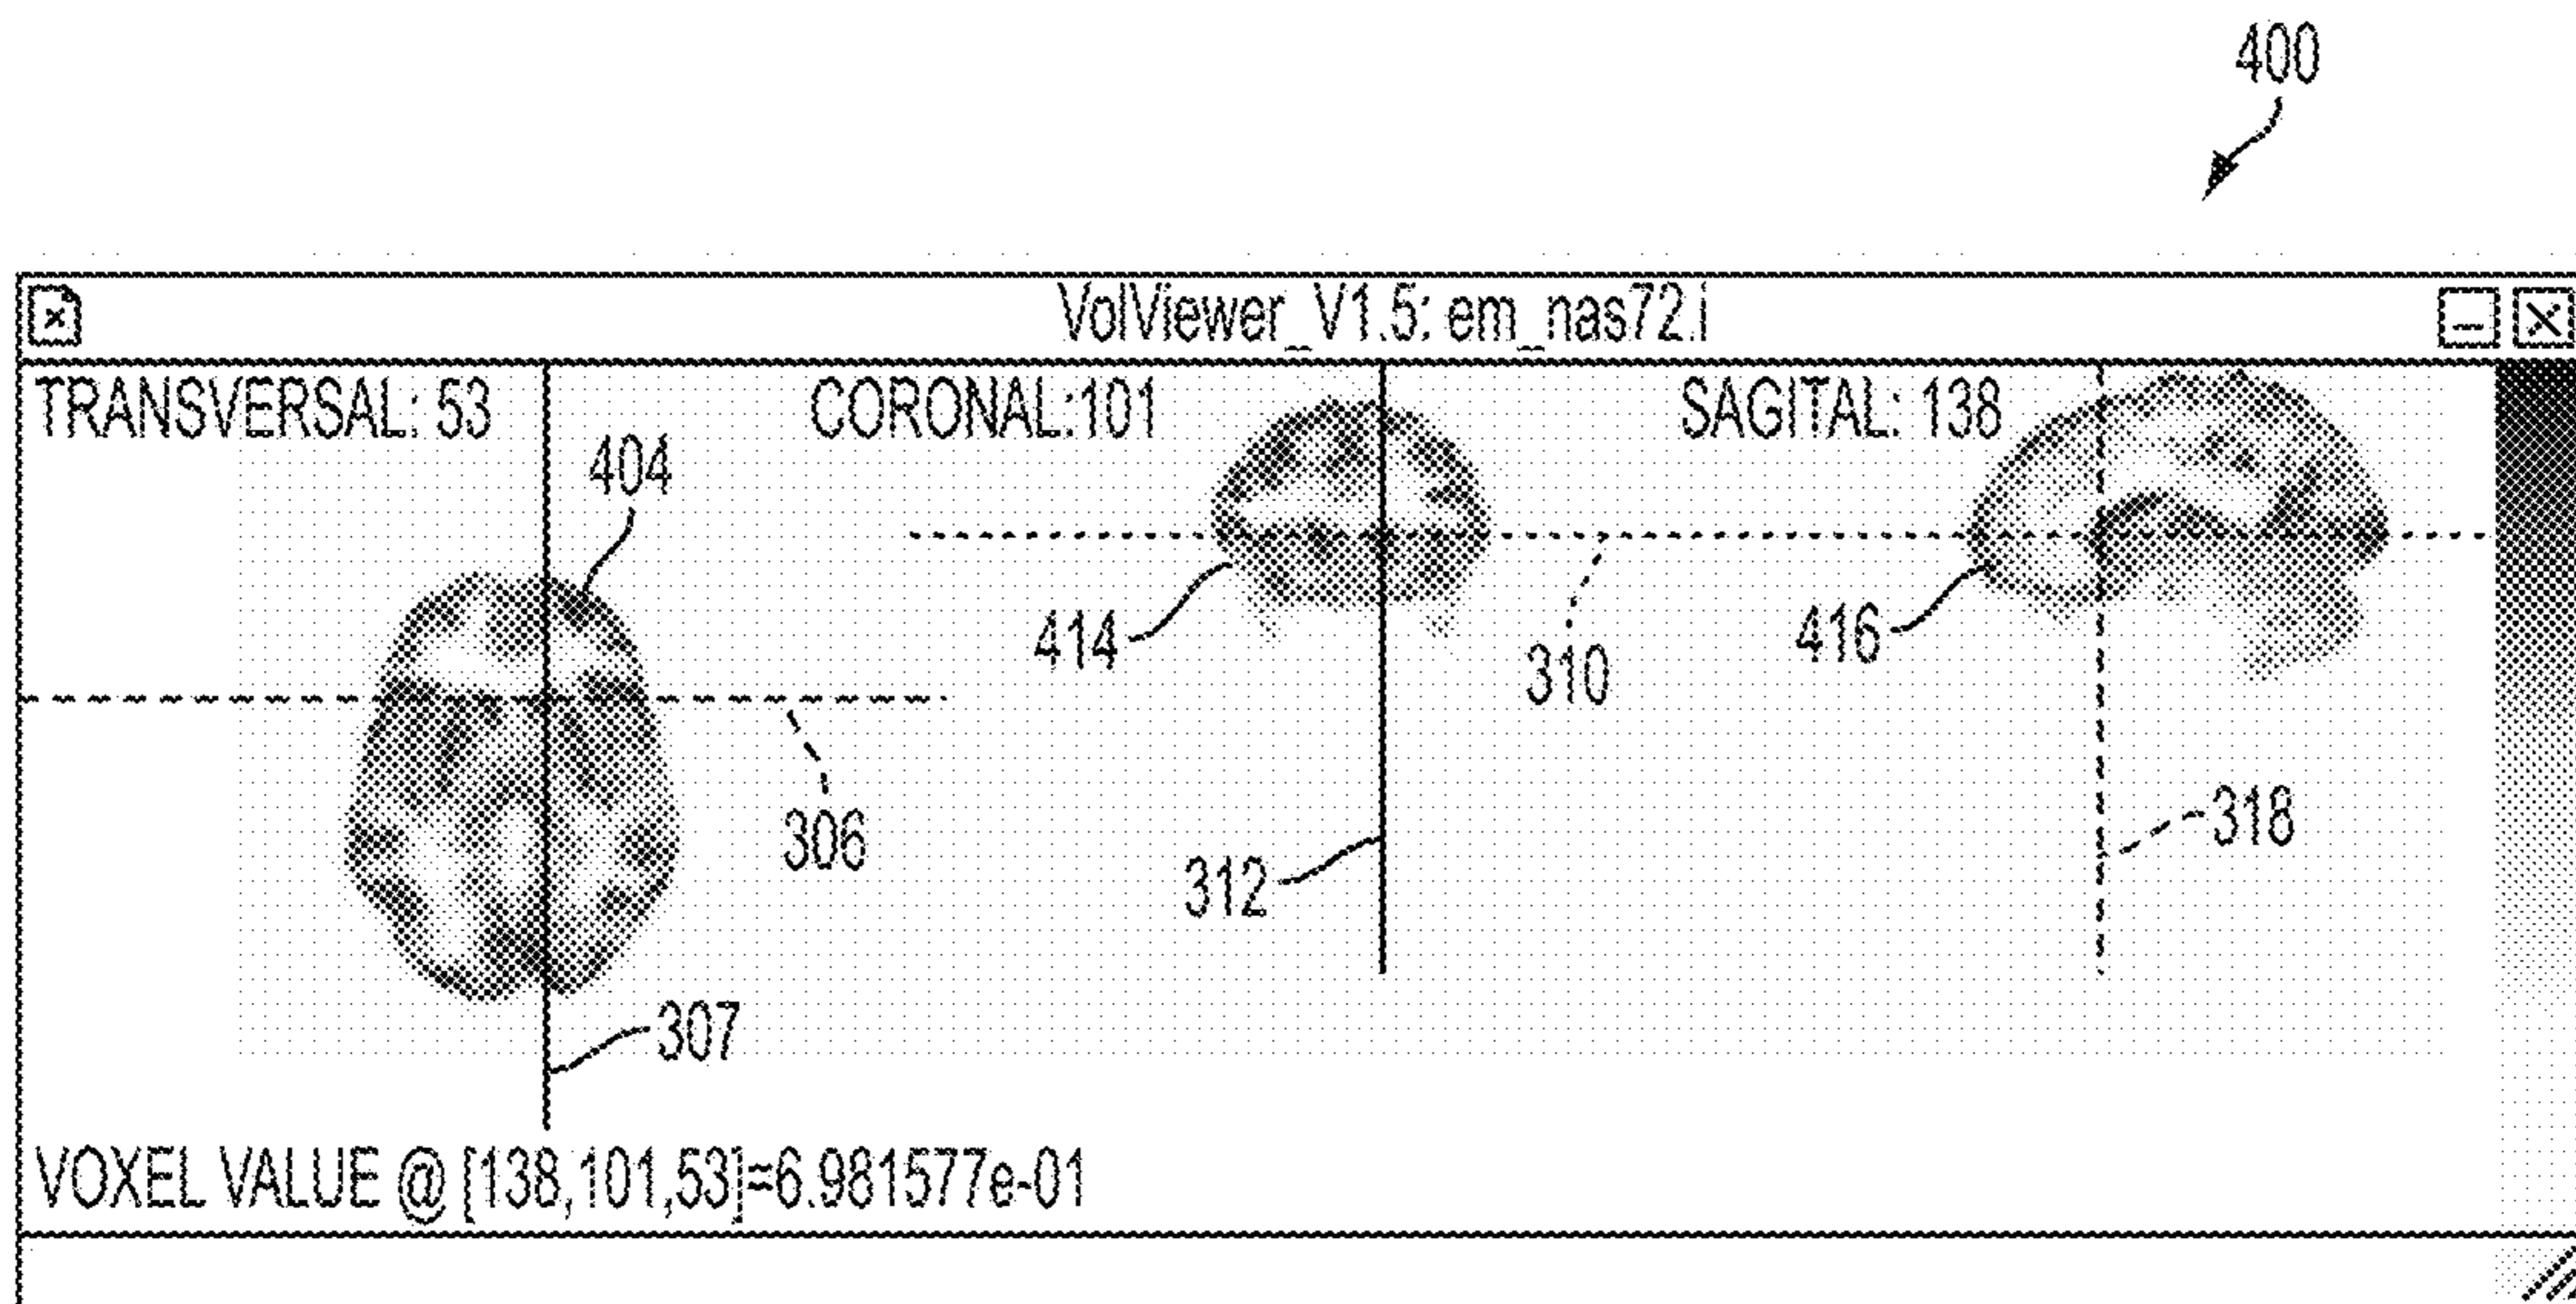 400
VolViewer_V1.5: em_nas72.i
TRANSVERSAL: 53
CORONAL:101
SAGITAL: 138
404
414
310
416
306
312
318
307
VOXEL VALUE @ [138,101,53]=6.981577e-01